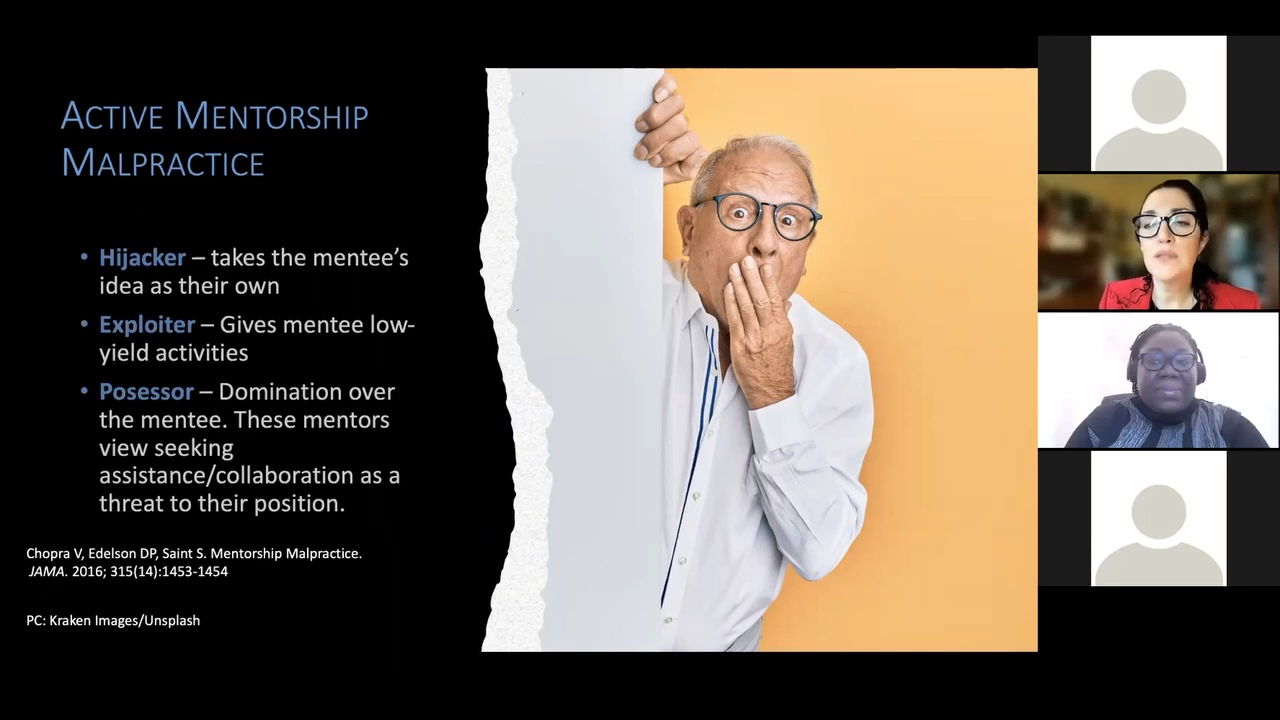 ACTIVE MENTORSHIP
MALPRACTICE
• Hijacker – takes the mentee’s
idea as their own
• Exploiter – Gives mentee low-
yield activities
• Posessor – Domination over
the mentee. These mentors
view seeking
assistance/collaboration as a
threat to their position.
Chopra V, Edelson DP, Saint S. Mentorship Malpractice.
JAMA. 2016; 315(14):1453-1454
PC: Kraken Images/Unsplash